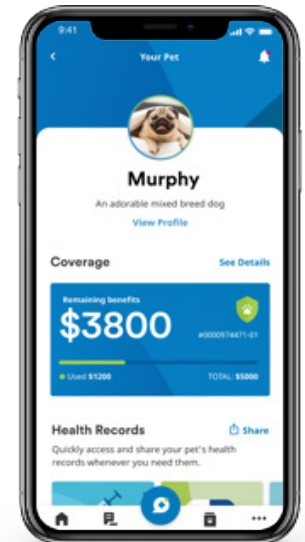 9:41
Your Pet
Murphy
An adorable mixed breed dog
View Profile
Coverage
See Details
Remaining benefits
$3800
#0000974471-01
Used $1200
TOTAL: $5000
Health Records
Share
Quickly access and share your pet's health
records whenever you need them.